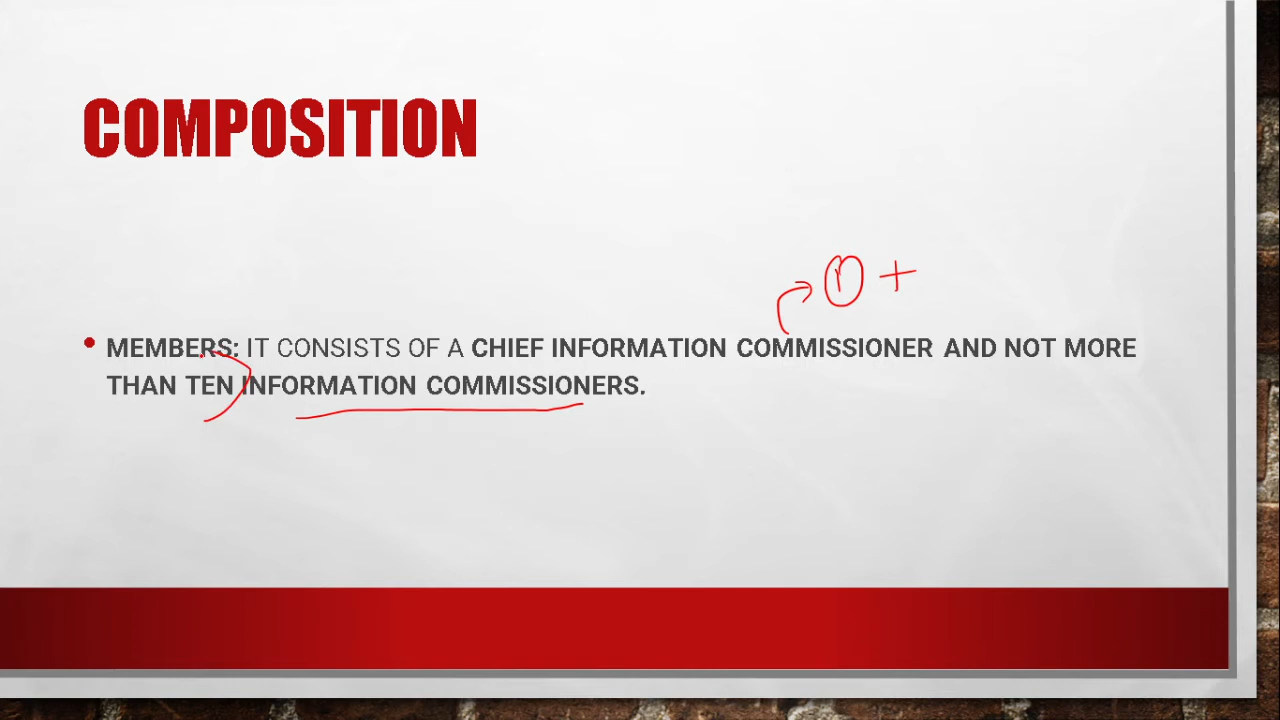 COMPOSITION
1 +
• MEMBERS: IT CONSISTS OF A CHIEF INFORMATION COMMISSIONER AND NOT MORE
THAN TEN INFORMATION COMMISSIONERS.